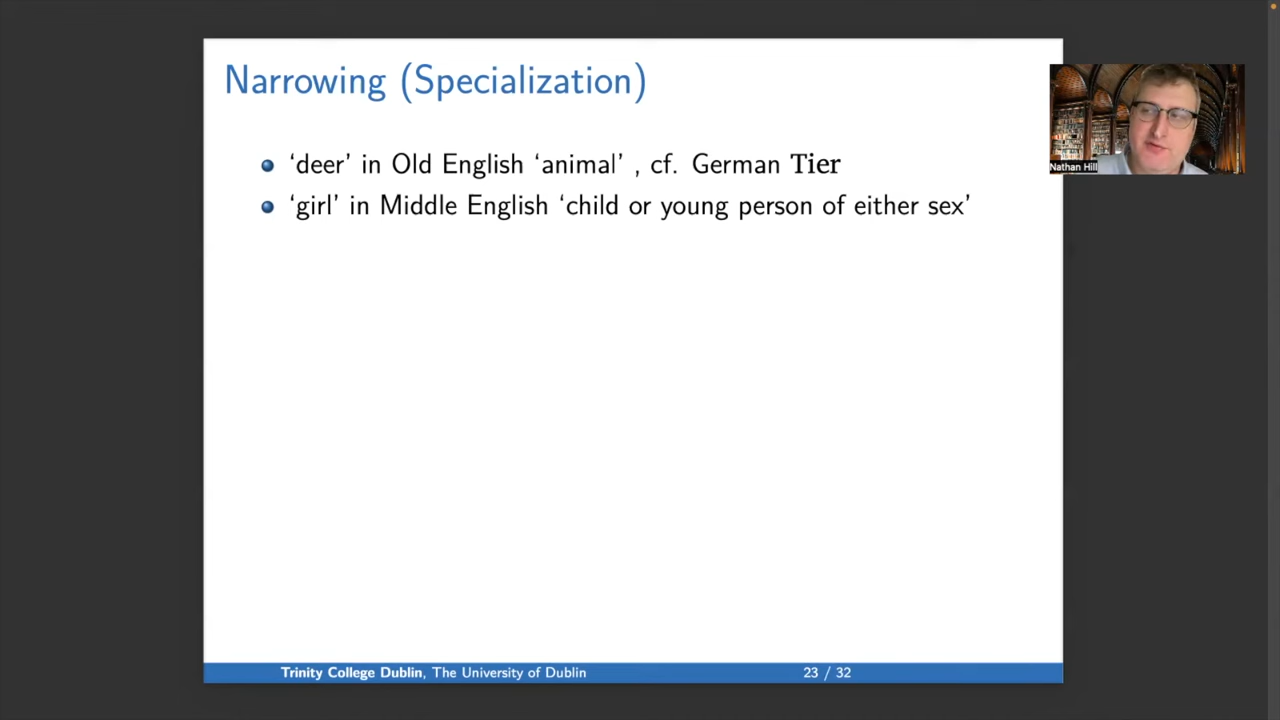 Narrowing (Specialization)
‘deer’ in Old English ‘animal’ , cf. German Tier
‘girl’ in Middle English ‘child or young person of either sex’
Nathan Hill
Trinity College Dublin, The University of Dublin 23 / 32